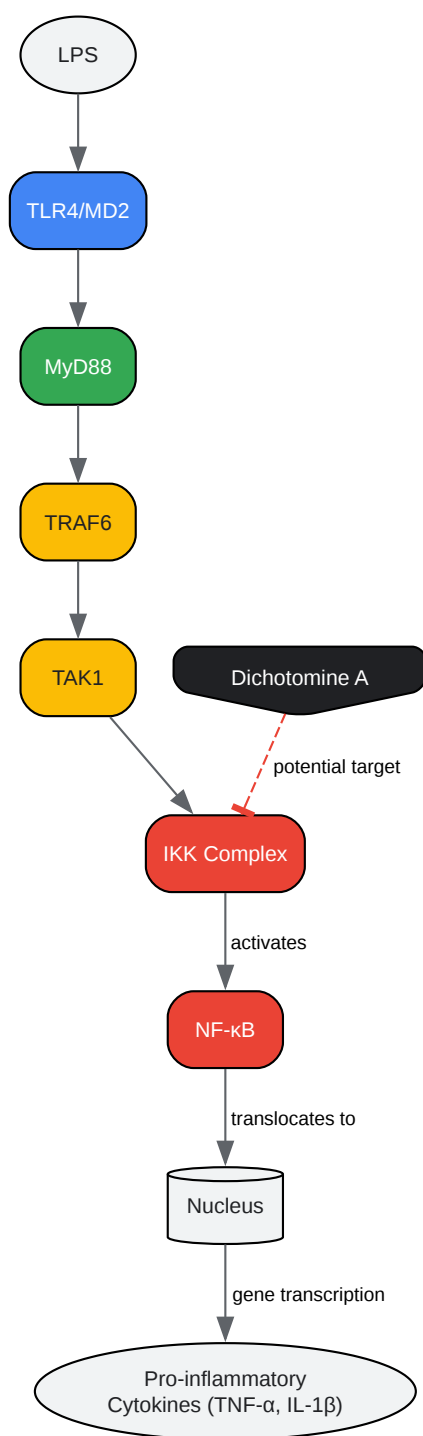 LPS
TLR4/MD2
MyD88
TRAF6
TAK1
Dichotomine A
potential target
IKK Complex
activates
NF-κB
translocates to
Nucleus
gene transcription
Pro-inflammatory
Cytokines (TNF-α, IL-1β)